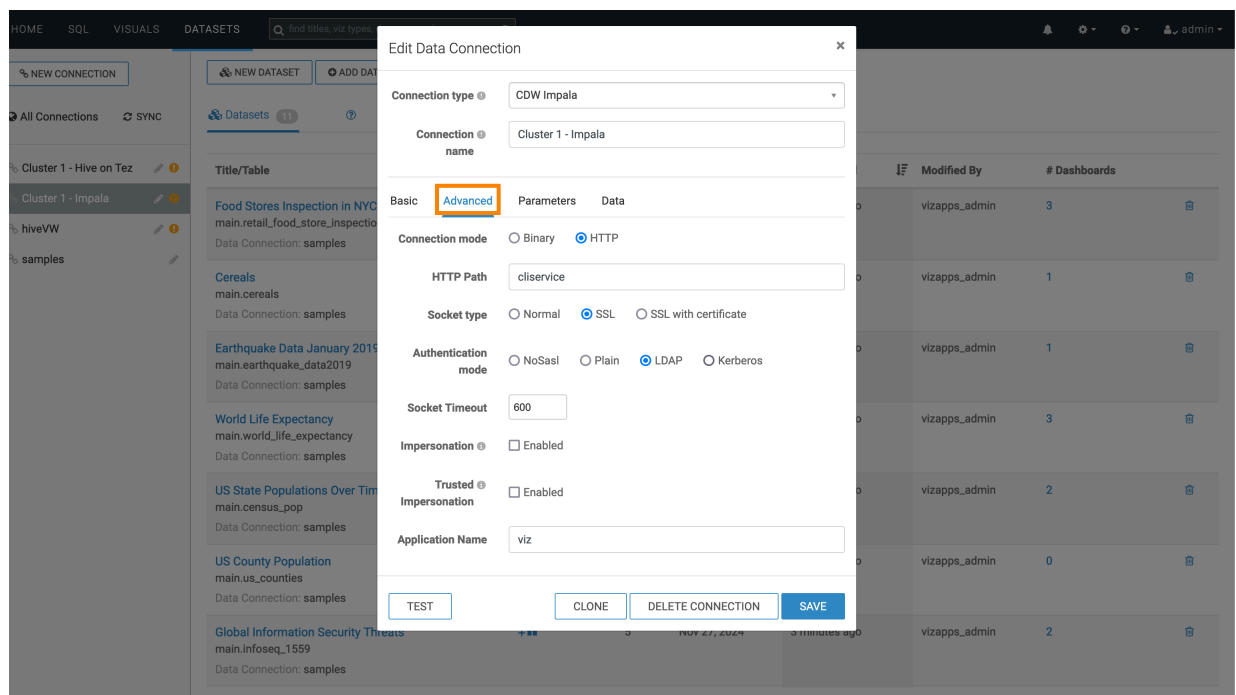 HOME SQL VISUALS DATASETS find titles, viz types, admin
NEW CONNECTION
NEW DATASET ADD DAT
All Connections SYNC
Datasets 11
Cluster 1 - Hive on Tez
Cluster 1 - Impala
hiveVW
samples
Edit Data Connection ×
Connection type CDW Impala
Connection name Cluster 1 - Impala
Basic Advanced Parameters Data
Connection mode Binary HTTP
HTTP Path cliservice
Socket type Normal SSL SSL with certificate
Authentication mode NoSasl Plain LDAP Kerberos
Socket Timeout 600
Impersonation Enabled
Trusted Impersonation Enabled
Application Name viz
TEST CLONE DELETE CONNECTION SAVE
Title/Table Modified By # Dashboards
Food Stores Inspection in NYC vizapps_admin 3
main.retail_food_store_inspectio
Data Connection: samples
Cereals vizapps_admin 1
main.cereals
Data Connection: samples
Earthquake Data January 2019 vizapps_admin 1
main.earthquake_data2019
Data Connection: samples
World Life Expectancy vizapps_admin 3
main.world_life_expectancy
Data Connection: samples
US State Populations Over Tim vizapps_admin 2
main.census_pop
Data Connection: samples
US County Population vizapps_admin 0
main.us_counties
Data Connection: samples
Global Information Security Threats 5 Nov 27, 2024 3 minutes ago vizapps_admin 2
main.infoseq_1559
Data Connection: samples